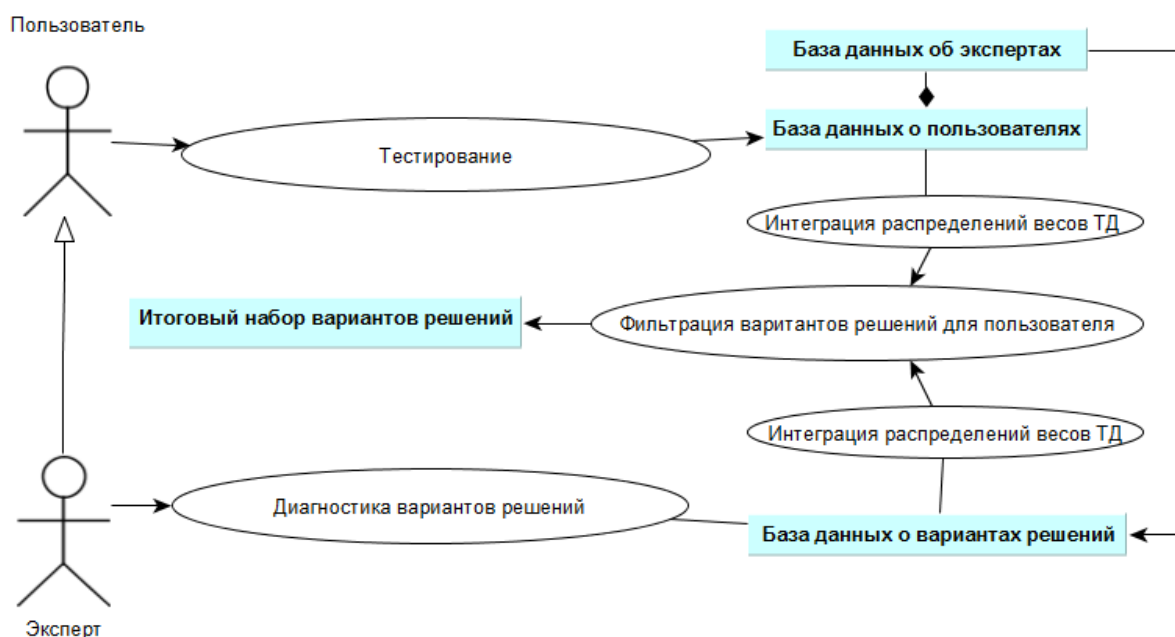 Пользователь
База данных об экспертах
База данных о пользователях
Тестирование
Интеграция распределений весов ТД
Итоговый набор вариантов решений
Фильтрация варитантов решений для пользователя
Интеграция распределений весов ТД
Диагностика вариантов решений
База данных о вариантах решений
Эксперт